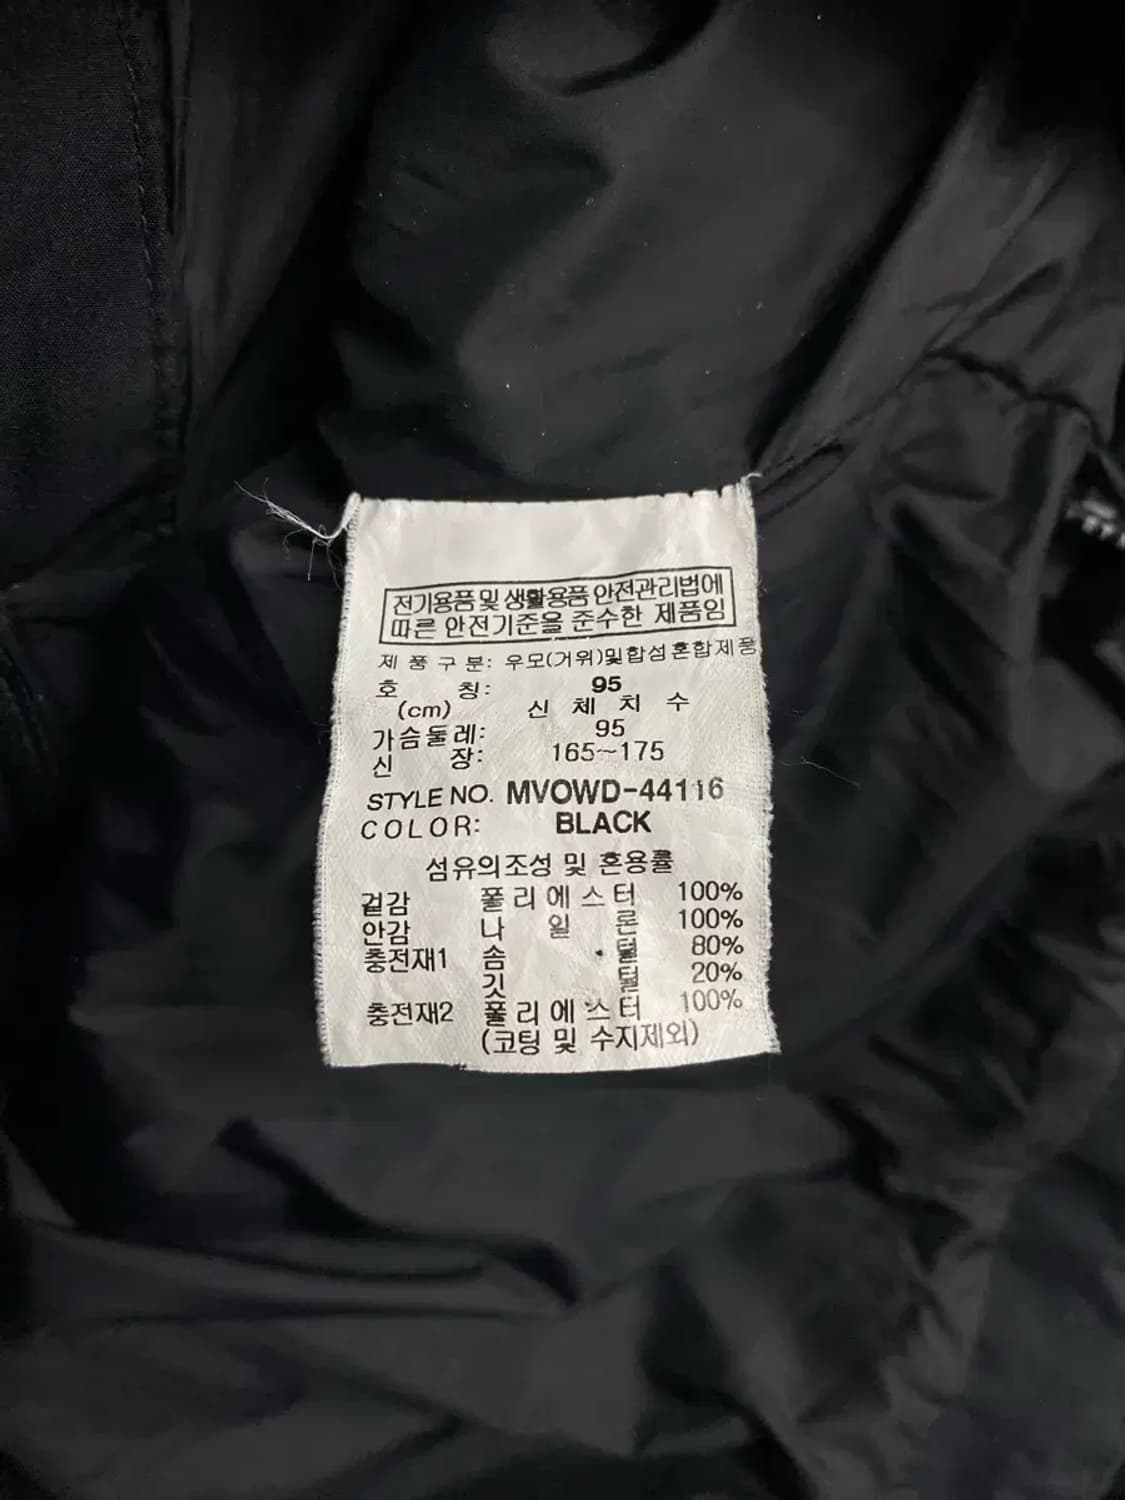 전기용품및 생활용품 안전관리법에
따른 안전기준을 준수한 제품임
제 품 구 분: 우모(거위)및합섬혼합제품
호 칭: 95
(cm) 신 체 치 수
가슴둘레: 95
신 장: 165~175
STYLE NO. MVOWD-44116
COLOR: BLACK
섬유의조성 및 혼용률
겉감 폴리에스터 100%
안감 나 일 론 100%
충전재1 솜 털 80%
깃 털 20%
충전재2 폴리에스터 100%
(코팅 및 수지제외)